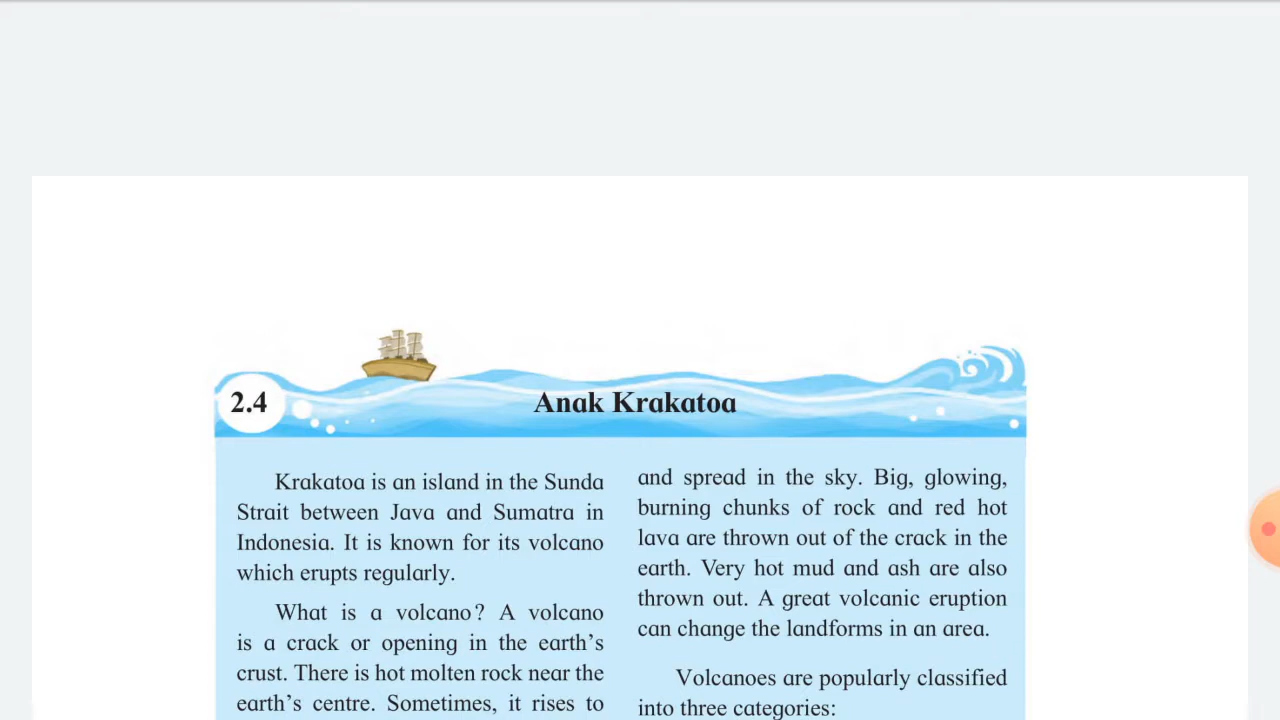 2.4
Anak Krakatoa
Krakatoa is an island in the Sunda
Strait between Java and Sumatra in
Indonesia. It is known for its volcano
which erupts regularly.
What is a volcano? A volcano
is a crack or opening in the earth’s
crust. There is hot molten rock near the
earth’s centre. Sometimes, it rises to
and spread in the sky. Big, glowing,
burning chunks of rock and red hot
lava are thrown out of the crack in the
earth. Very hot mud and ash are also
thrown out. A great volcanic eruption
can change the landforms in an area.
Volcanoes are popularly classified
into three categories: